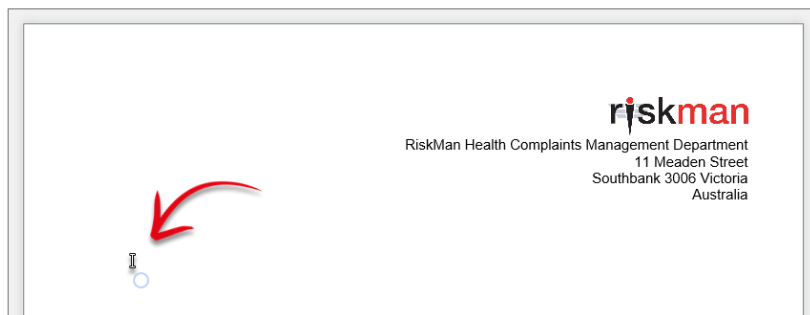 riskman
RiskMan Health Complaints Management Department
11 Meaden Street
Southbank 3006 Victoria
Australia